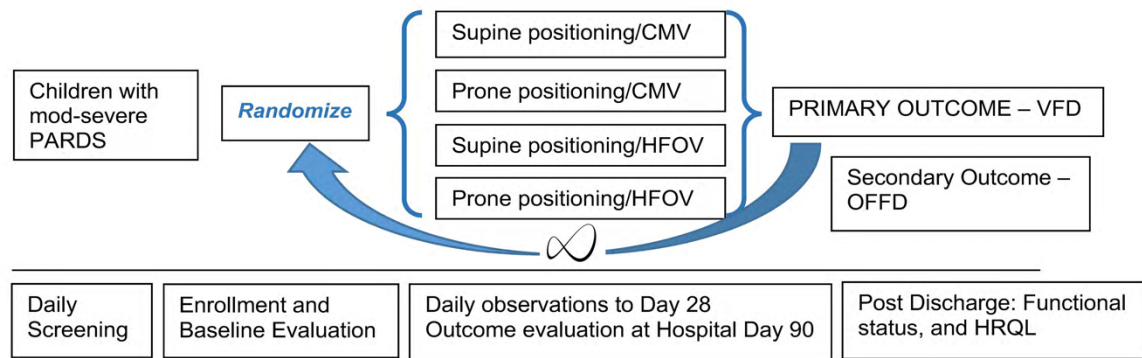 Children with
mod-severe
PARDS
Randomize
Supine positioning/CMV
Prone positioning/CMV
Supine positioning/HFOV
Prone positioning/HFOV
PRIMARY OUTCOME – VFD
Secondary Outcome –
OFFD
Daily
Screening
Enrollment and
Baseline Evaluation
Daily observations to Day 28
Outcome evaluation at Hospital Day 90
Post Discharge: Functional
status, and HRQL